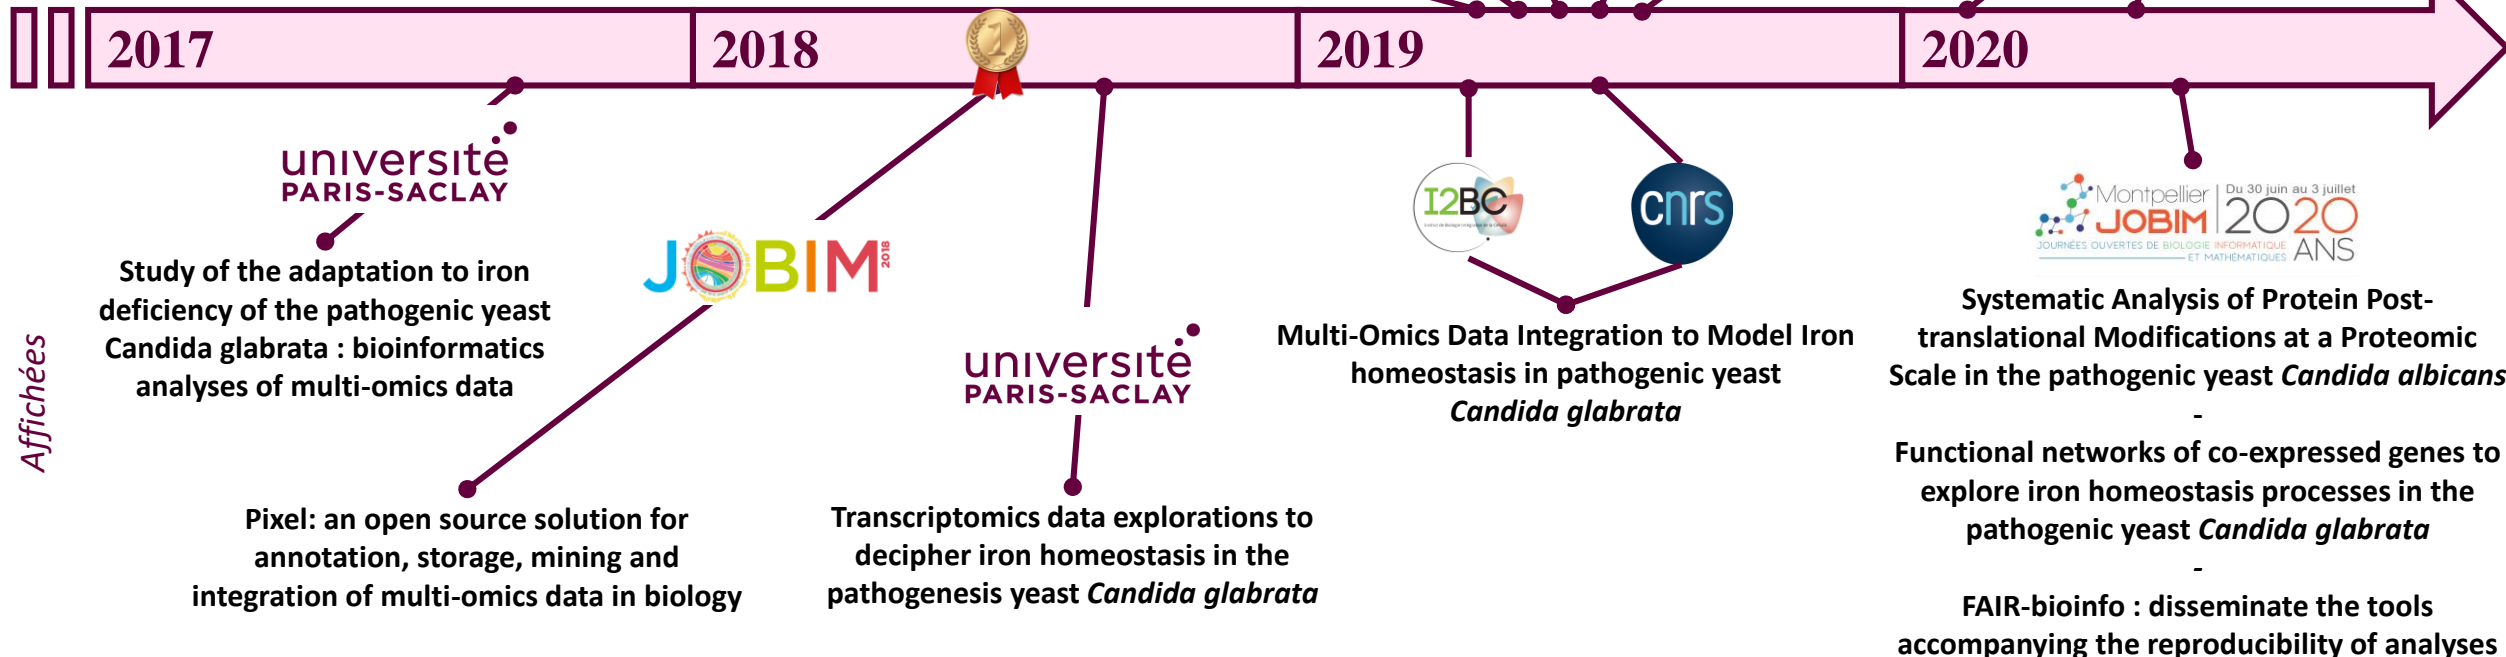 2017
2018
1
2019
2020
Affichées
université
PARIS-SACLAY
Study of the adaptation to iron
deficiency of the pathogenic yeast
Candida glabrata : bioinformatics
analyses of multi-omics data
JOBIM 2018
Pixel: an open source solution for
annotation, storage, mining and
integration of multi-omics data in biology
université
PARIS-SACLAY
Transcriptomics data explorations to
decipher iron homeostasis in the
pathogenesis yeast Candida glabrata
I2BC
cnrs
Multi-Omics Data Integration to Model Iron
homeostasis in pathogenic yeast
Candida glabrata
Montpellier
JOBIM
Du 30 juin au 3 juillet
2020
JOURNÉES OUVERTES DE BIOLOGIE INFORMATIQUE
ET MATHÉMATIQUES
ANS
Systematic Analysis of Protein Post-
translational Modifications at a Proteomic
Scale in the pathogenic yeast Candida albicans
-
Functional networks of co-expressed genes to
explore iron homeostasis processes in the
pathogenic yeast Candida glabrata
-
FAIR-bioinfo : disseminate the tools
accompanying the reproducibility of analyses